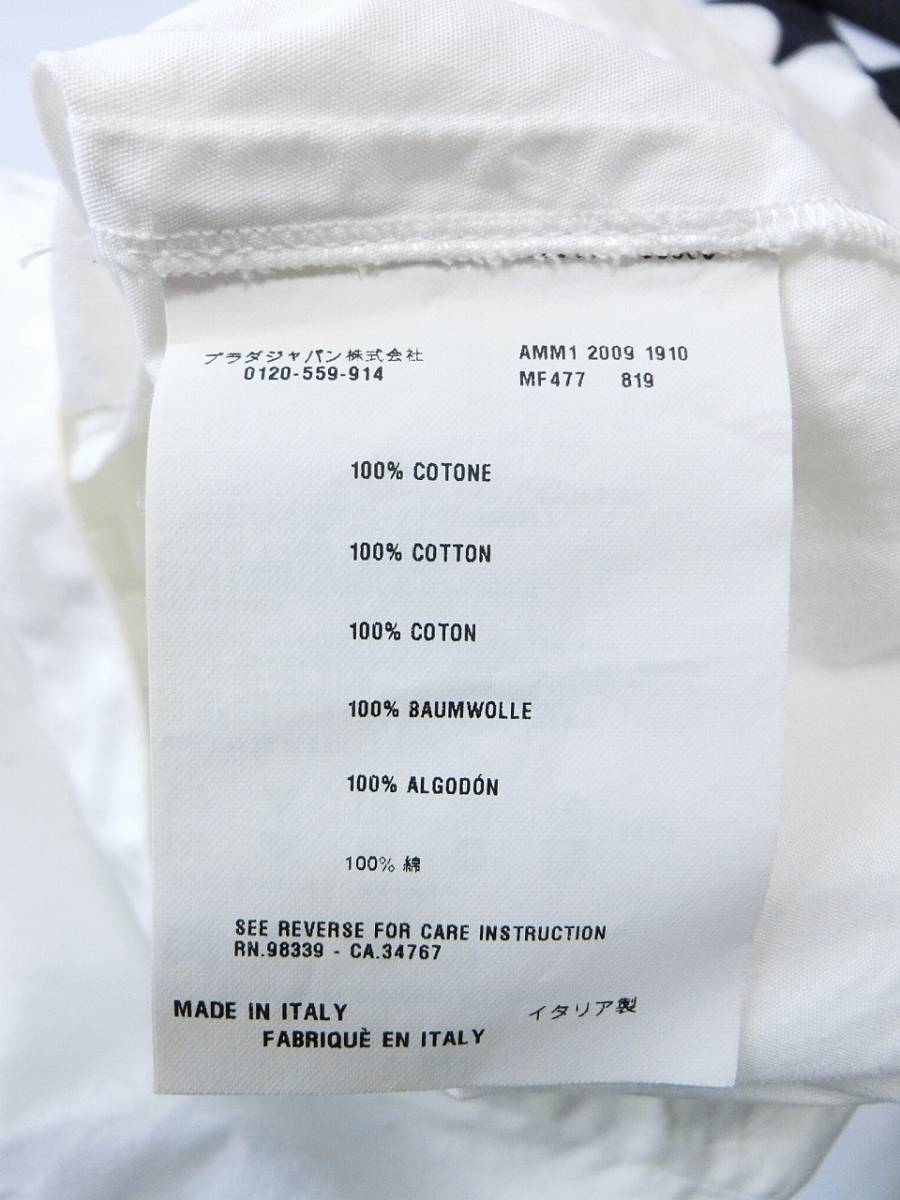 プラダジャパン株式会社
0120-559-914
AMM1 2009 1910
MF477 819
100% COTONE
100% COTTON
100% COTON
100% BAUMWOLLE
100% ALGODÓN
100% 綿
SEE REVERSE FOR CARE INSTRUCTION
RN.98339 - CA.34767
MADE IN ITALY
イタリア製
FABRIQUÈ EN ITALY